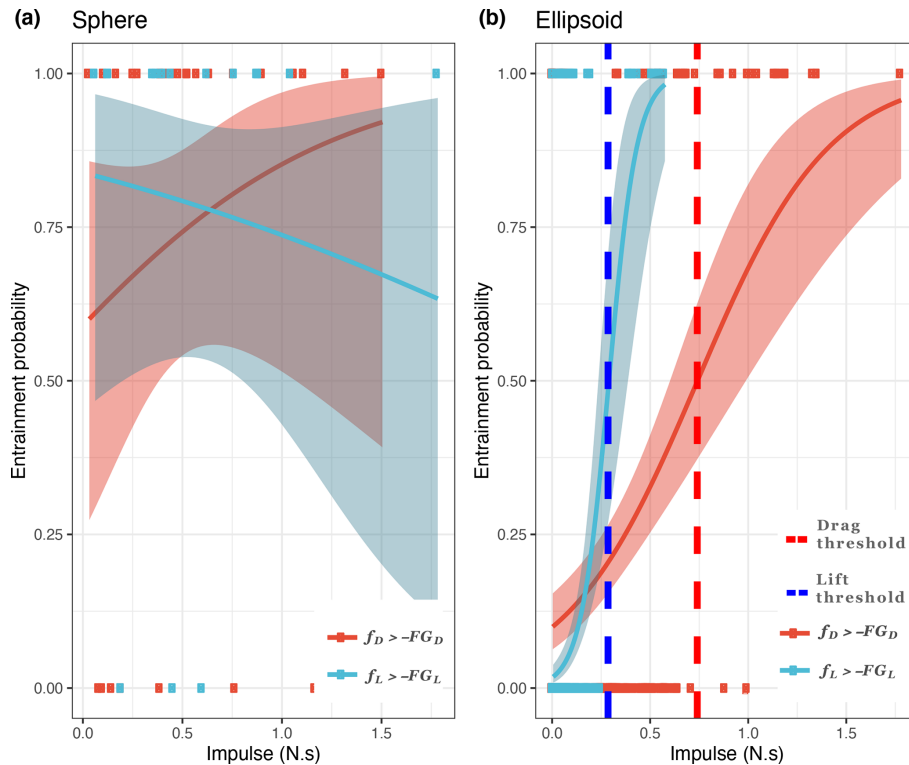 (a) Sphere
(b) Ellipsoid
Entrainment probability
1.00
0.75
0.50
0.25
0.00
0.0 0.5 1.0 1.5
Impulse (N.s)
f_D > −FG_D
f_L > −FG_L
Entrainment probability
1.00
0.75
0.50
0.25
0.00
0.0 0.5 1.0 1.5
Impulse (N.s)
Drag
threshold
Lift
threshold
f_D > −FG_D
f_L > −FG_L